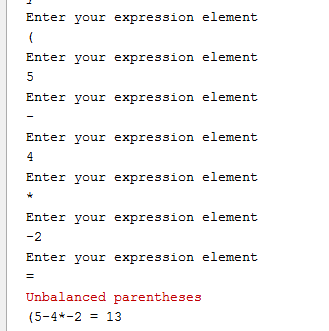 Enter your expression element
(
Enter your expression element
5
Enter your expression element
-
Enter your expression element
4
Enter your expression element
*
Enter your expression element
-2
Enter your expression element
=
Unbalanced parentheses
(5-4*-2 = 13